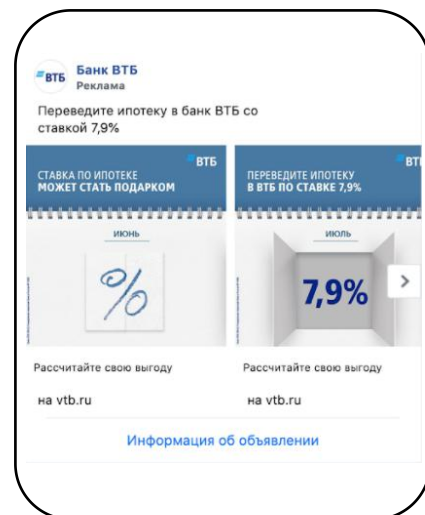 ВТБ
Банк ВТБ
Реклама
Переведите ипотеку в банк ВТБ со
ставкой 7,9%
ВТБ
СТАВКА ПО ИПОТЕКЕ
МОЖЕТ СТАТЬ ПОДАРКОМ
ИЮНЬ
%
Рассчитайте свою выгоду
на vtb.ru
ВТ
ПЕРЕВЕДИТЕ ИПОТЕКУ
В ВТБ ПО СТАВКЕ 7,9%
ИЮЛЬ
7,9%
Рассчитайте свою выгоду
на vtb.ru
Информация об объявлении